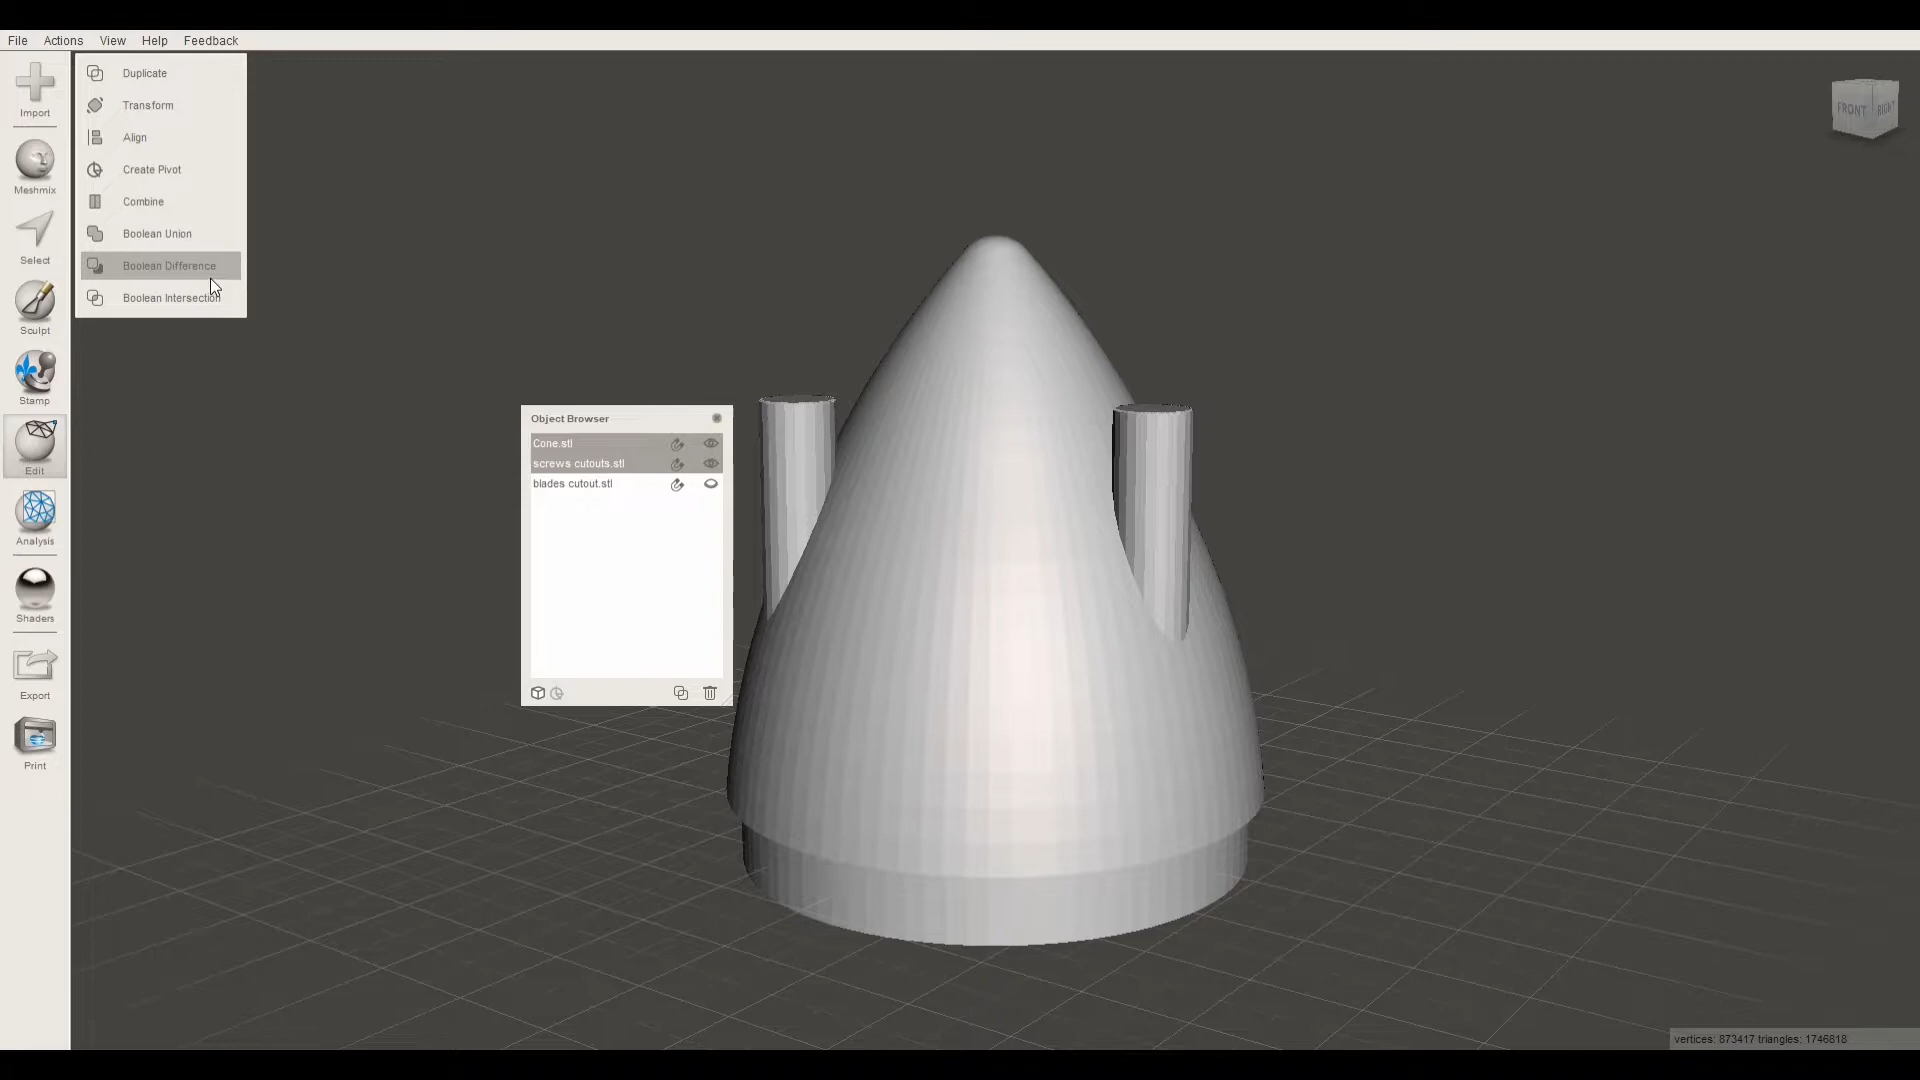 File Actions View Help Feedback
Import
Meshmix
Select
Sculpt
Stamp
Edit
Analysis
Shaders
Export
Print
Duplicate
Transform
Align
Create Pivot
Combine
Boolean Union
Boolean Difference
Boolean Intersection
Object Browser
Cone.stl
screws cutouts.stl
blades cutout.stl
FRONT RIGHT
vertices: 873417 triangles: 1746818